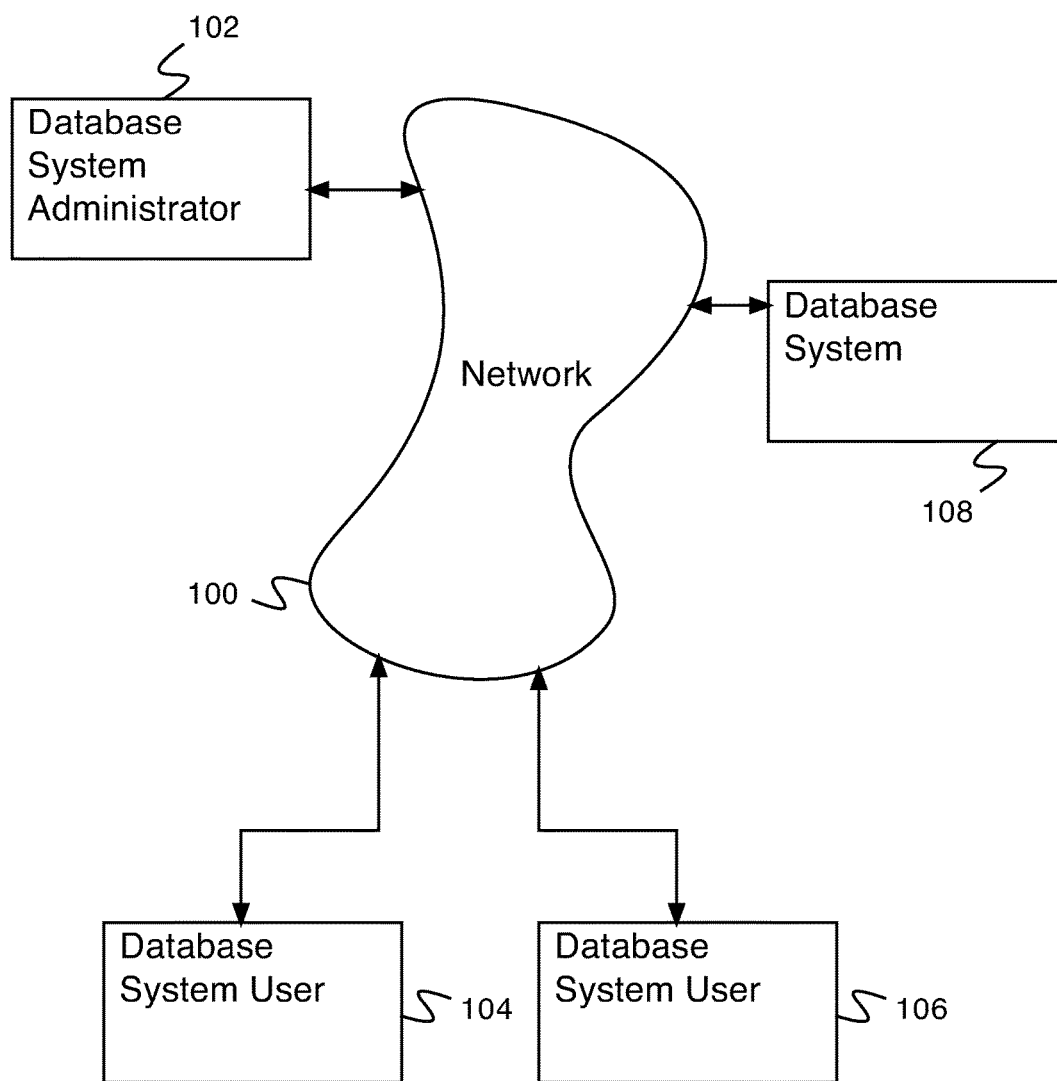 102
Database
System
Administrator
Database
System
Network
108
100
Database
System User
104
Database
System User
106